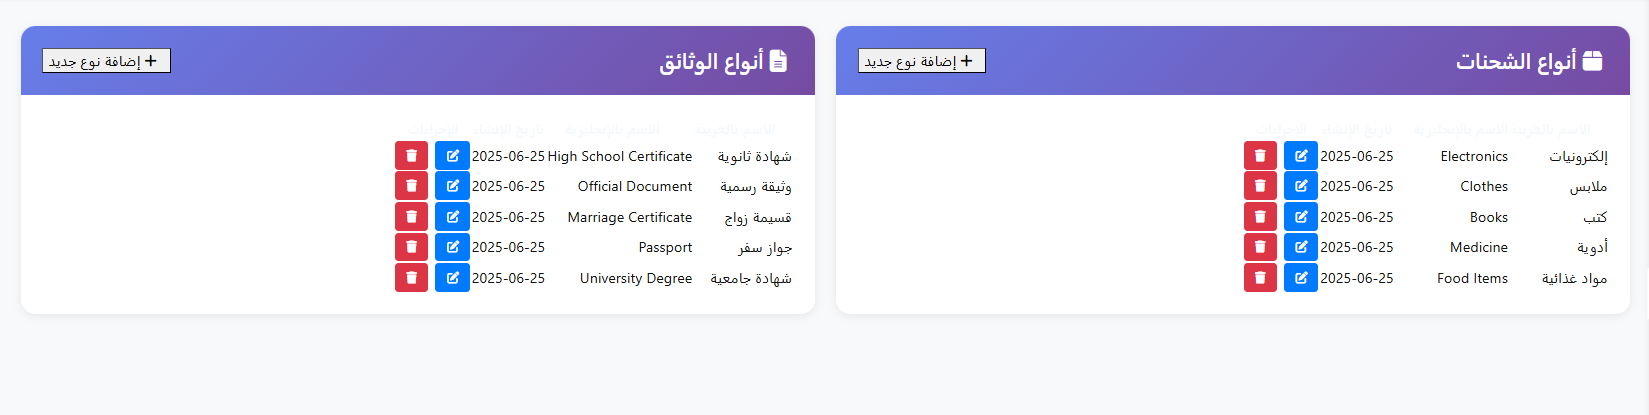 أنواع الشحنات
إضافة نوع جديد
الاسم بالعربية الاسم بالإنجليزية تاريخ الإنشاء الإجراءات
إلكترونيات Electronics 2025-06-25
ملابس Clothes 2025-06-25
كتب Books 2025-06-25
أدوية Medicine 2025-06-25
مواد غذائية Food Items 2025-06-25
أنواع الوثائق
إضافة نوع جديد
الاسم بالعربية الاسم بالإنجليزية تاريخ الإنشاء الإجراءات
شهادة ثانوية High School Certificate 2025-06-25
وثيقة رسمية Official Document 2025-06-25
قسيمة زواج Marriage Certificate 2025-06-25
جواز سفر Passport 2025-06-25
شهادة جامعية University Degree 2025-06-25